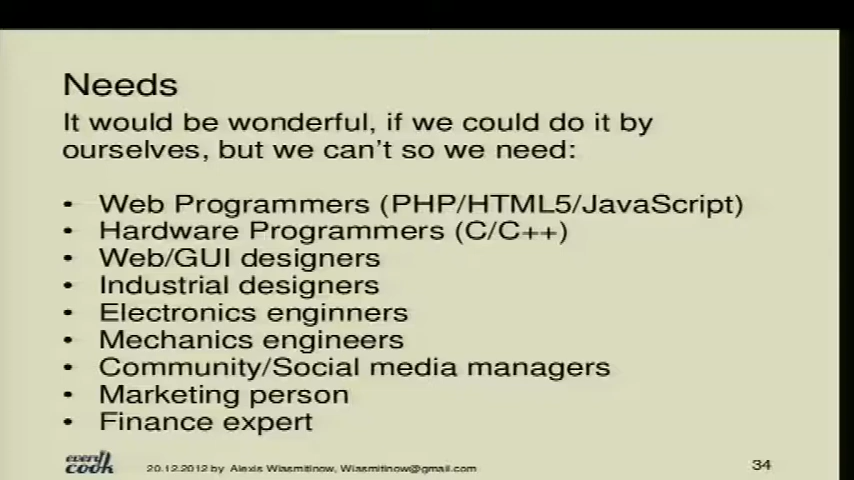 Needs
It would be wonderful, if we could do it by
ourselves, but we can't so we need:
• Web Programmers (PHP/HTML5/JavaScript)
• Hardware Programmers (C/C++)
• Web/GUI designers
• Industrial designers
• Electronics enginners
• Mechanics engineers
• Community/Social media managers
• Marketing person
• Finance expert
every cook
20.12.2012 by Alexis Wiasmitinow, Wiasmitinow@gmail.com
34